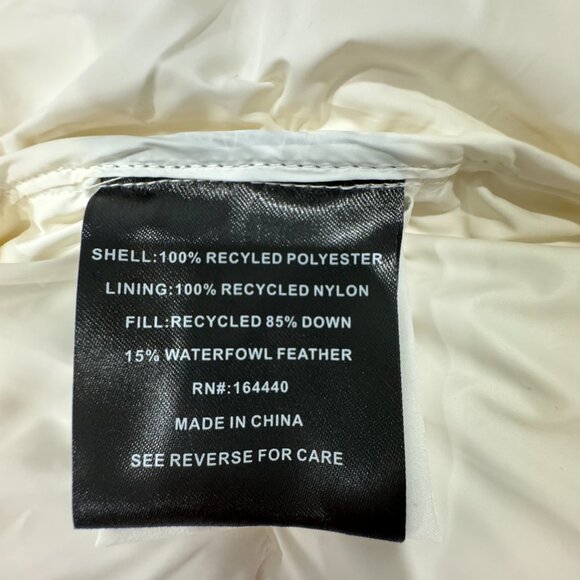 SHELL:100% RECYLED POLYESTER
LINING:100% RECYCLED NYLON
FILL:RECYCLED 85% DOWN
15% WATERFOWL FEATHER
RN#:164440
MADE IN CHINA
SEE REVERSE FOR CARE